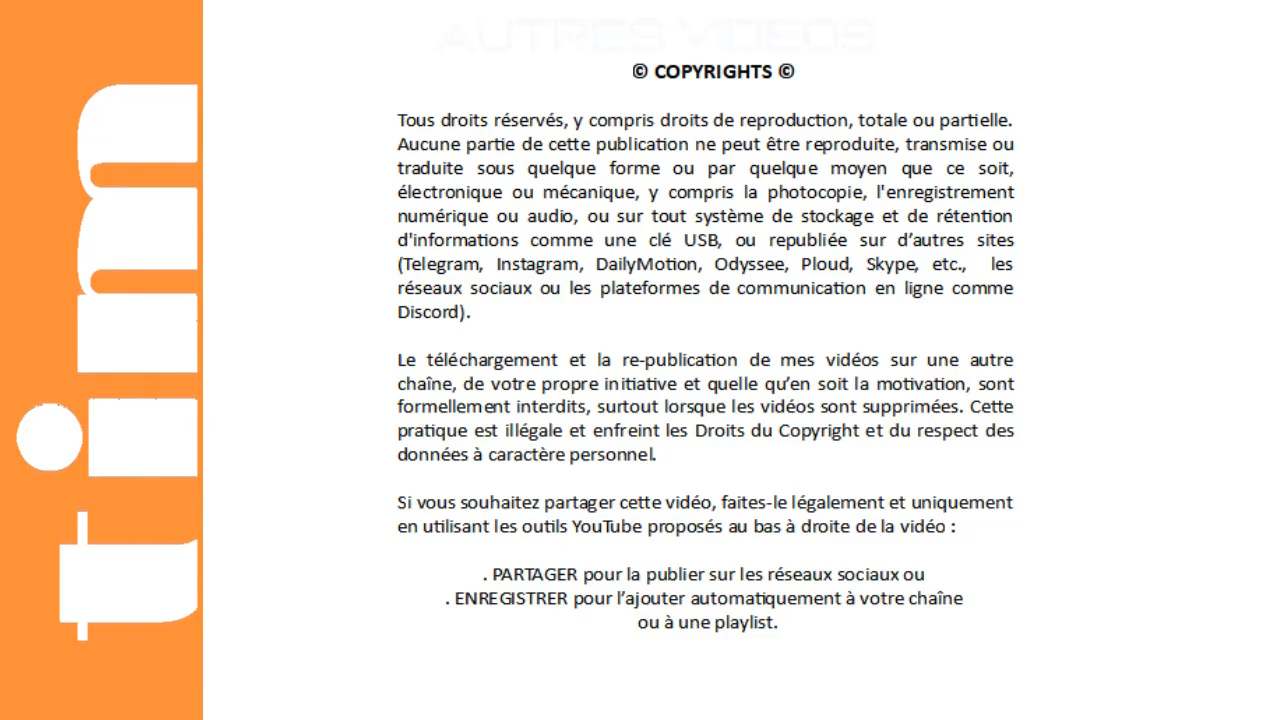 AUTRES VIDEOS
© COPYRIGHTS ©
Tous droits réservés, y compris droits de reproduction, totale ou partielle.
Aucune partie de cette publication ne peut être reproduite, transmise ou
traduite sous quelque forme ou par quelque moyen que ce soit,
électronique ou mécanique, y compris la photocopie, l'enregistrement
numérique ou audio, ou sur tout système de stockage et de rétention
d'informations comme une clé USB, ou republiée sur d’autres sites
(Telegram, Instagram, DailyMotion, Odyssee, Ploud, Skype, etc., les
réseaux sociaux ou les plateformes de communication en ligne comme
Discord).
Le téléchargement et la re-publication de mes vidéos sur une autre
chaîne, de votre propre initiative et quelle qu’en soit la motivation, sont
formellement interdits, surtout lorsque les vidéos sont supprimées. Cette
pratique est illégale et enfreint les Droits du Copyright et du respect des
données à caractère personnel.
Si vous souhaitez partager cette vidéo, faites-le légalement et uniquement
en utilisant les outils YouTube proposés au bas à droite de la vidéo :
. PARTAGER pour la publier sur les réseaux sociaux ou
. ENREGISTRER pour l’ajouter automatiquement à votre chaîne
ou à une playlist.
tim